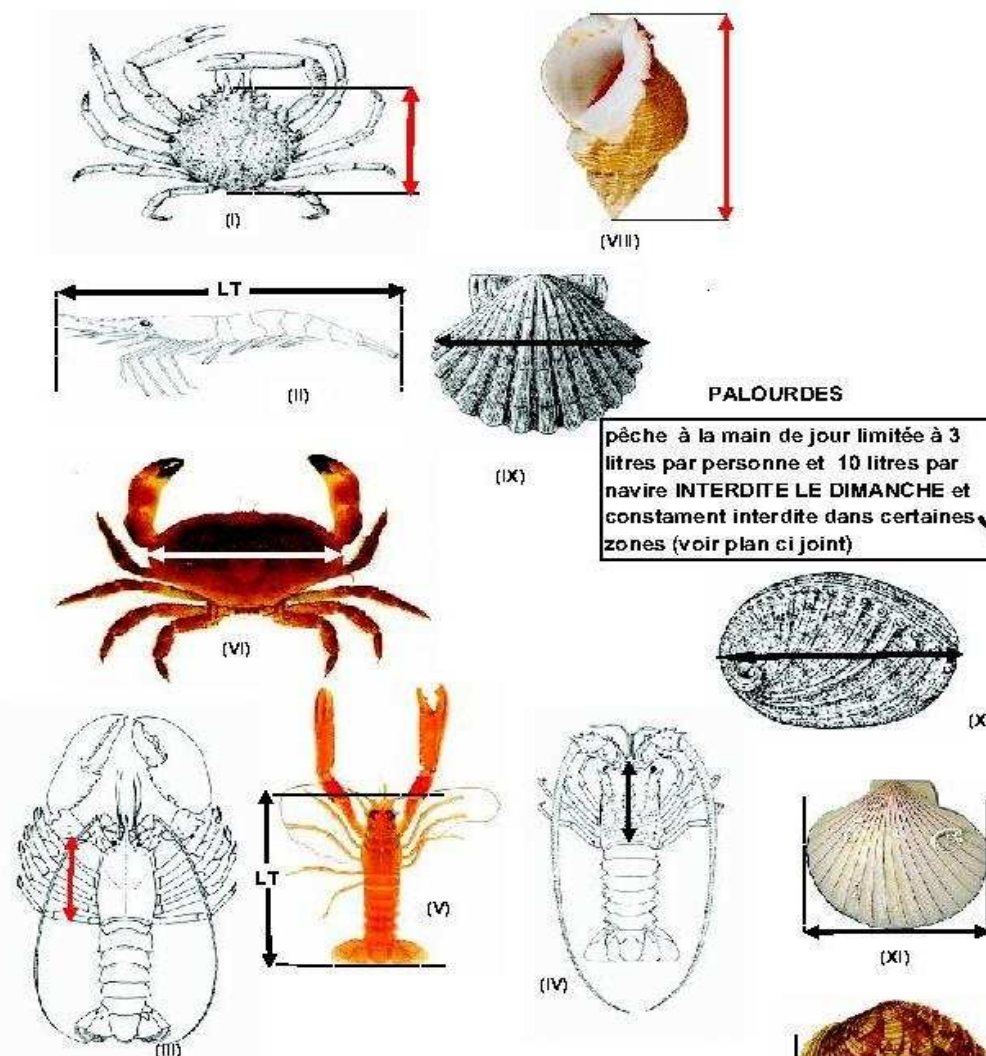 (I)
(VIII)
LT
(II)
(IX)
PALOURDES
pêche à la main de jour limitée à 3
litres par personne et 10 litres par
navire INTERDITE LE DIMANCHE et
constament interdite dans certaines
zones (voir plan ci joint)
(VI)
(X
LT
(V)
(IV)
(XI)
(III)